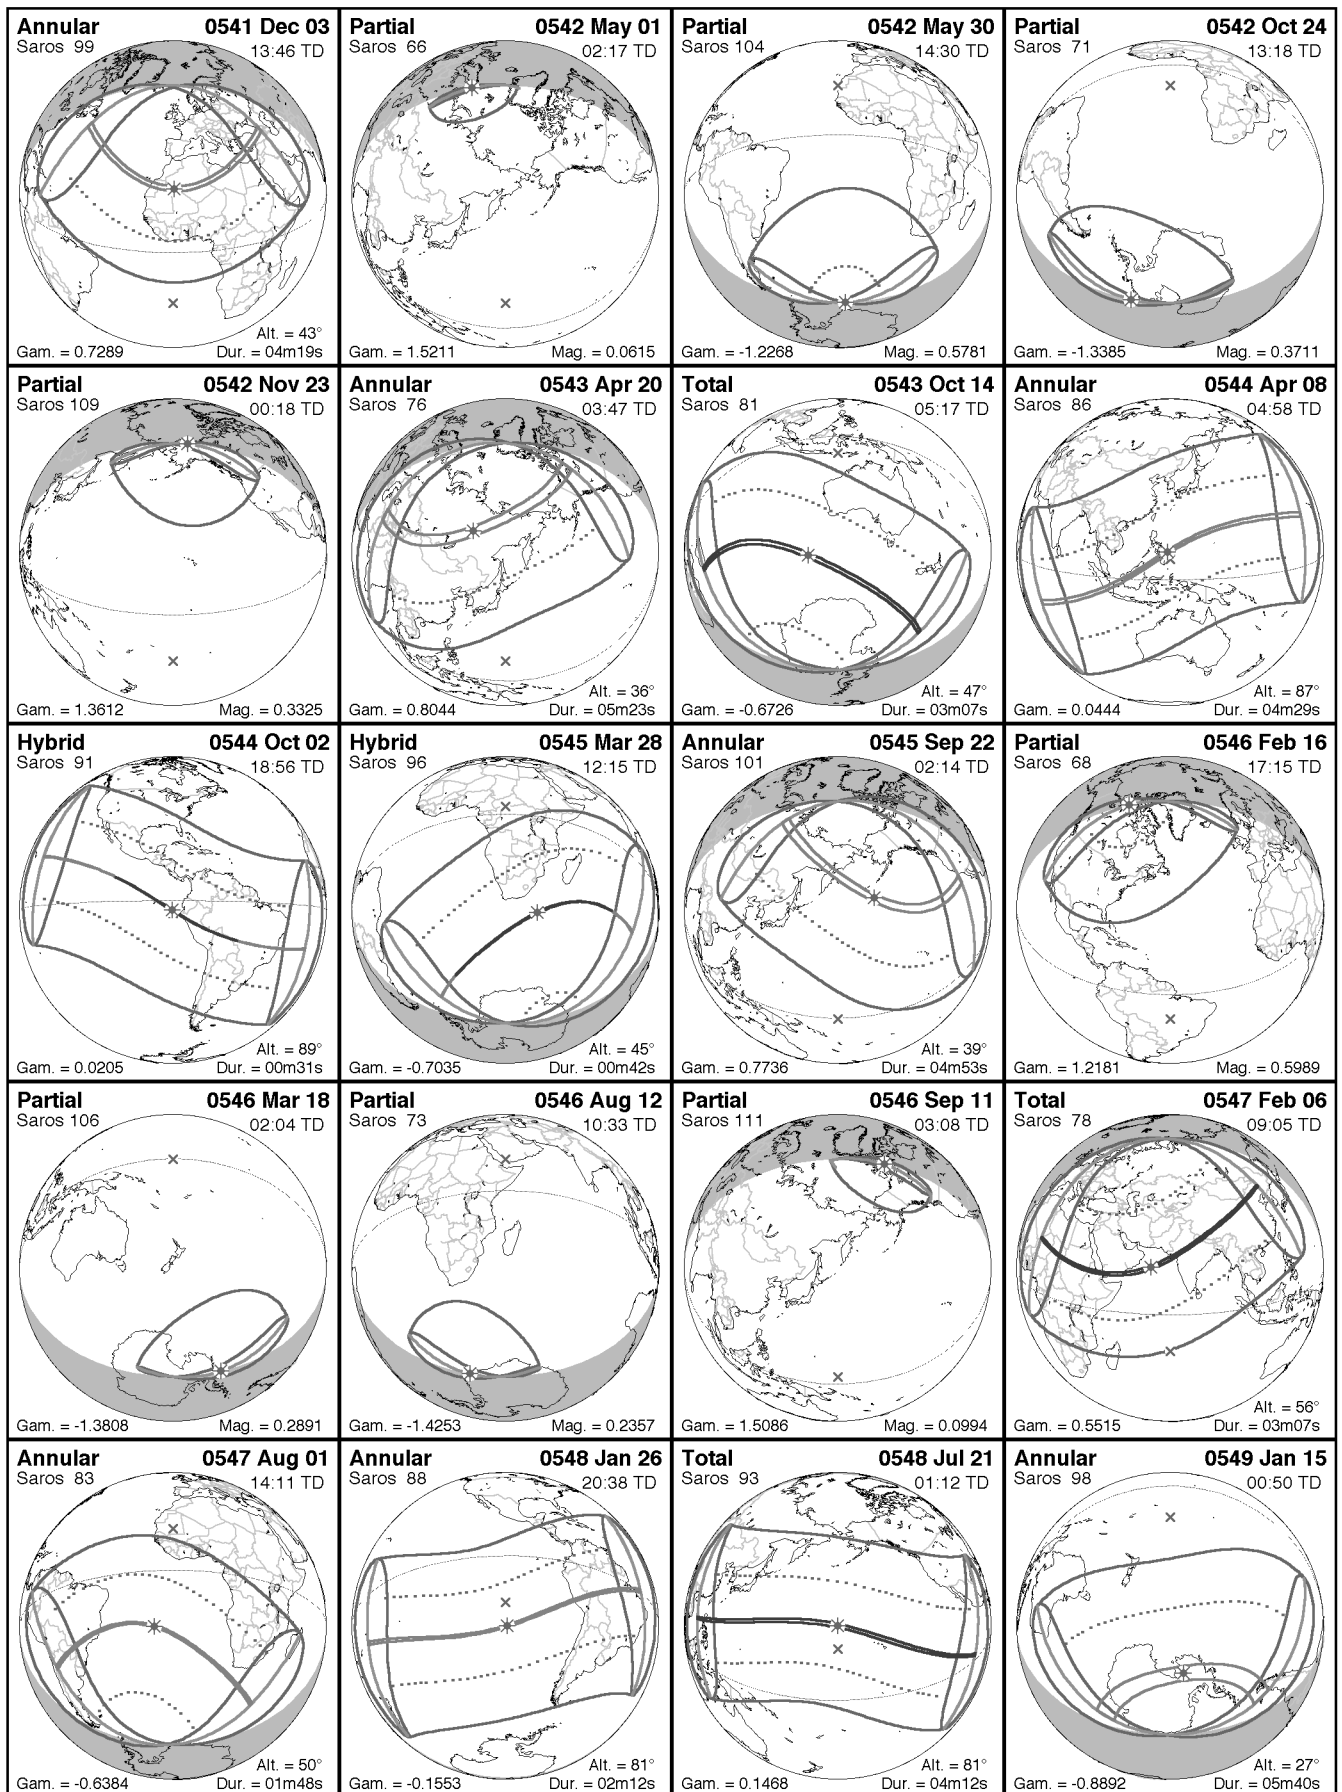 Annular 0541 Dec 03
Saros 99 13:46 TD
Alt. = 43°
Gam. = 0.7289 Dur. = 04m19s
Partial 0542 May 01
Saros 66 02:17 TD
Gam. = 1.5211 Mag. = 0.0615
Partial 0542 May 30
Saros 104 14:30 TD
Gam. = -1.2268 Mag. = 0.5781
Partial 0542 Oct 24
Saros 71 13:18 TD
Gam. = -1.3385 Mag. = 0.3711
Partial 0542 Nov 23
Saros 109 00:18 TD
Gam. = 1.3612 Mag. = 0.3325
Annular 0543 Apr 20
Saros 76 03:47 TD
Alt. = 36°
Gam. = 0.8044 Dur. = 05m23s
Total 0543 Oct 14
Saros 81 05:17 TD
Alt. = 47°
Gam. = -0.6726 Dur. = 03m07s
Annular 0544 Apr 08
Saros 86 04:58 TD
Alt. = 87°
Gam. = 0.0444 Dur. = 04m29s
Hybrid 0544 Oct 02
Saros 91 18:56 TD
Alt. = 89°
Gam. = 0.0205 Dur. = 00m31s
Hybrid 0545 Mar 28
Saros 96 12:15 TD
Alt. = 45°
Gam. = -0.7035 Dur. = 00m42s
Annular 0545 Sep 22
Saros 101 02:14 TD
Alt. = 39°
Gam. = 0.7736 Dur. = 04m53s
Partial 0546 Feb 16
Saros 68 17:15 TD
Gam. = 1.2181 Mag. = 0.5989
Partial 0546 Mar 18
Saros 106 02:04 TD
Gam. = -1.3808 Mag. = 0.2891
Partial 0546 Aug 12
Saros 73 10:33 TD
Gam. = -1.4253 Mag. = 0.2357
Partial 0546 Sep 11
Saros 111 03:08 TD
Gam. = 1.5086 Mag. = 0.0994
Total 0547 Feb 06
Saros 78 09:05 TD
Alt. = 56°
Gam. = 0.5515 Dur. = 03m07s
Annular 0547 Aug 01
Saros 83 14:11 TD
Alt. = 50°
Gam. = -0.6384 Dur. = 01m48s
Annular 0548 Jan 26
Saros 88 20:38 TD
Alt. = 81°
Gam. = -0.1553 Dur. = 02m12s
Total 0548 Jul 21
Saros 93 01:12 TD
Alt. = 81°
Gam. = 0.1468 Dur. = 04m12s
Annular 0549 Jan 15
Saros 98 00:50 TD
Alt. = 27°
Gam. = -0.8892 Dur. = 05m40s